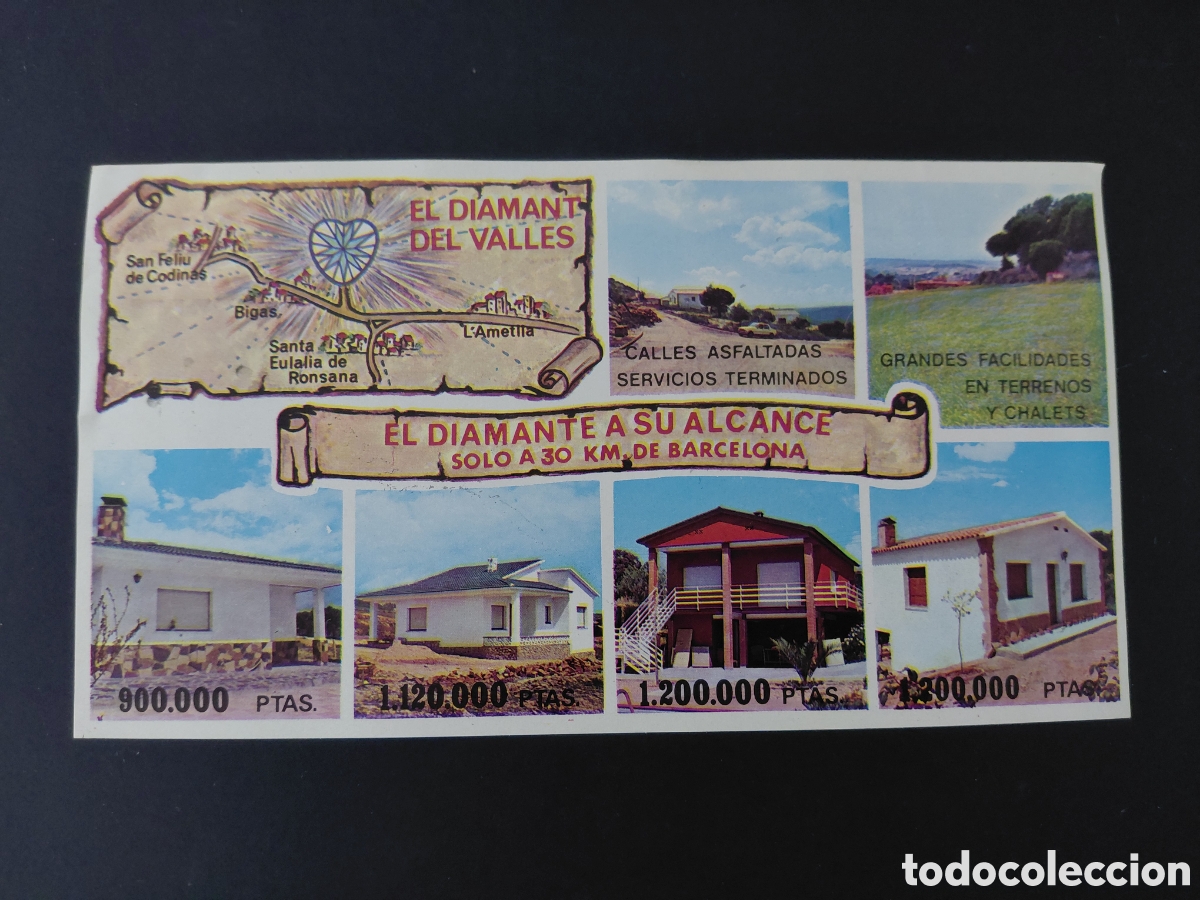 EL DIAMANT
DEL VALLES
San Feliu
de Codinas
Bigas
L'Ametlla
Santa
Eulalia de
Ronsana
CALLES ASFALTADAS
SERVICIOS TERMINADOS
GRANDES FACILIDADES
EN TERRENOS
Y CHALETS
EL DIAMANTE A SU ALCANCE
SOLO A 30 KM. DE BARCELONA
900.000 PTAS.
1.120.000 PTAS.
1.200.000 PTAS.
1.200.000 PTAS.
todocoleccion